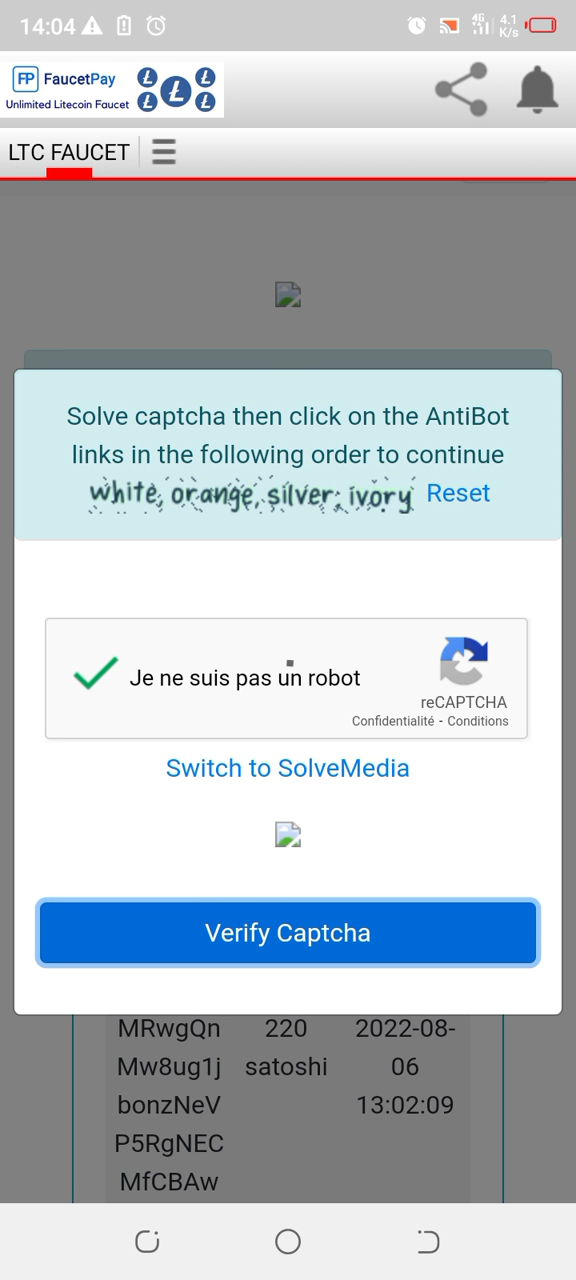 14:04
4G 4.1 K/s
FP FaucetPay
Unlimited Litecoin Faucet
LTC FAUCET
Solve captcha then click on the AntiBot
links in the following order to continue
white, orange, silver, ivory Reset
Je ne suis pas un robot
reCAPTCHA
Confidentialité - Conditions
Switch to SolveMedia
Verify Captcha
MRwgQn 220 2022-08-
Mw8ug1j satoshi 06
bonzNeV 13:02:09
P5RgNEC
MfCBAw